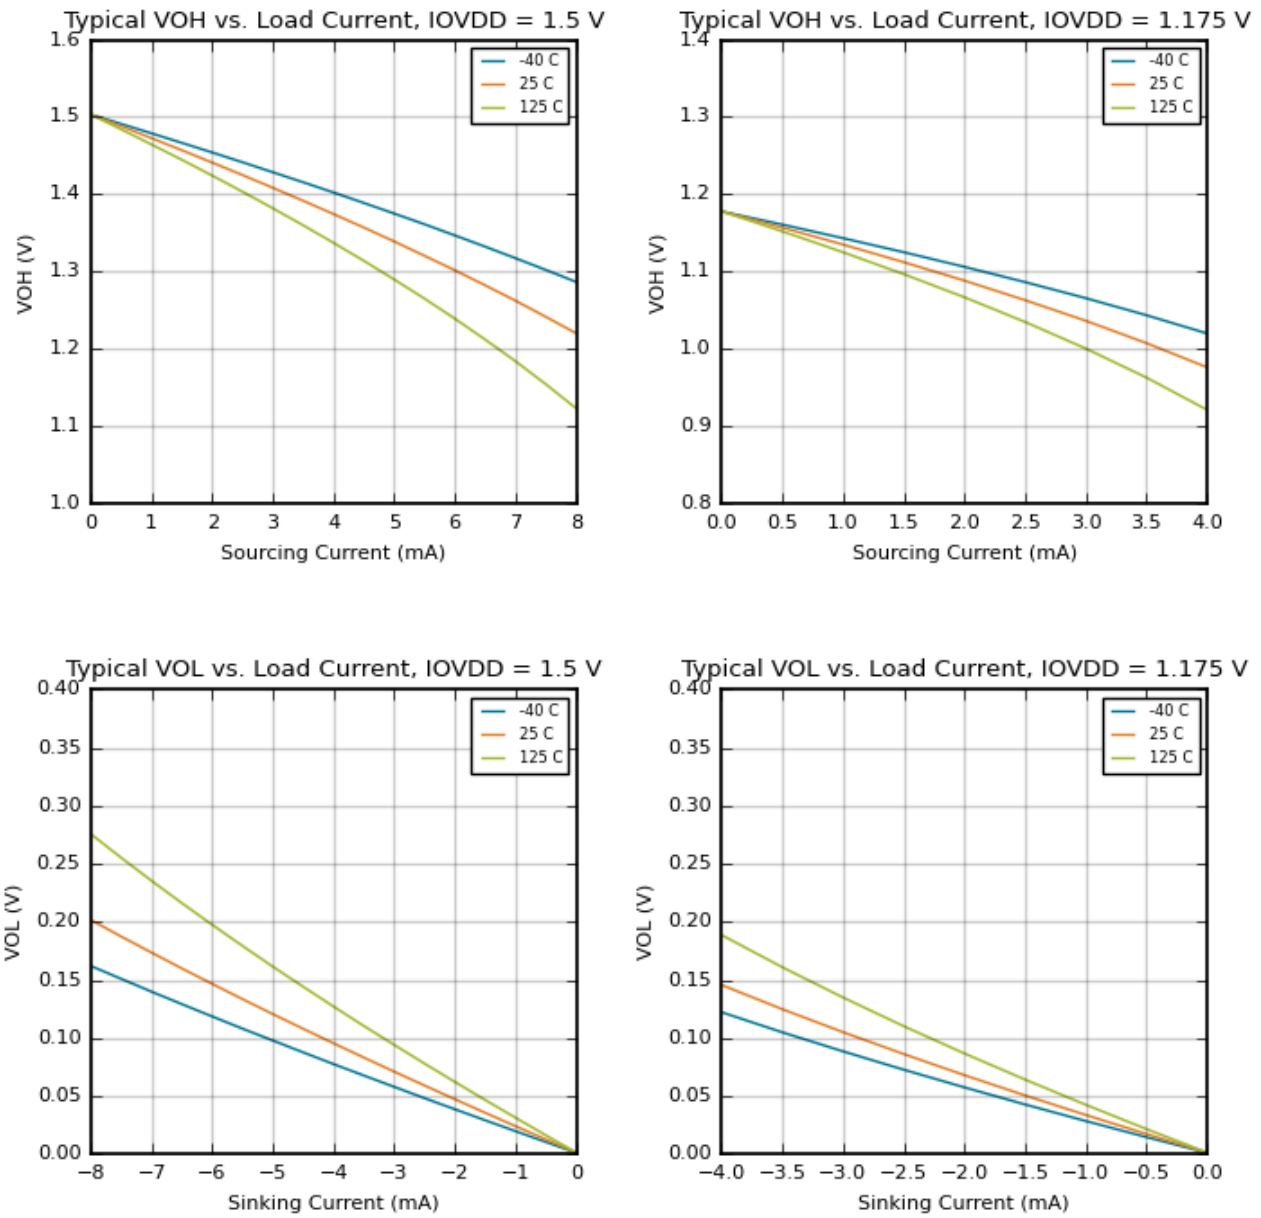 Typical VOH vs. Load Current, IOVDD = 1.5 V
1.6
1.5
1.4
1.3
1.2
1.1
1.0
VOH (V)
-40 C
25 C
125 C
0 1 2 3 4 5 6 7 8
Sourcing Current (mA)
Typical VOH vs. Load Current, IOVDD = 1.175 V
1.4
1.3
1.2
1.1
1.0
0.9
0.8
VOH (V)
-40 C
25 C
125 C
0.0 0.5 1.0 1.5 2.0 2.5 3.0 3.5 4.0
Sourcing Current (mA)
Typical VOL vs. Load Current, IOVDD = 1.5 V
0.40
0.35
0.30
0.25
0.20
0.15
0.10
0.05
0.00
VOL (V)
-40 C
25 C
125 C
−8 −7 −6 −5 −4 −3 −2 −1 0
Sinking Current (mA)
Typical VOL vs. Load Current, IOVDD = 1.175 V
0.40
0.35
0.30
0.25
0.20
0.15
0.10
0.05
0.00
VOL (V)
-40 C
25 C
125 C
−4.0 −3.5 −3.0 −2.5 −2.0 −1.5 −1.0 −0.5 0.0
Sinking Current (mA)